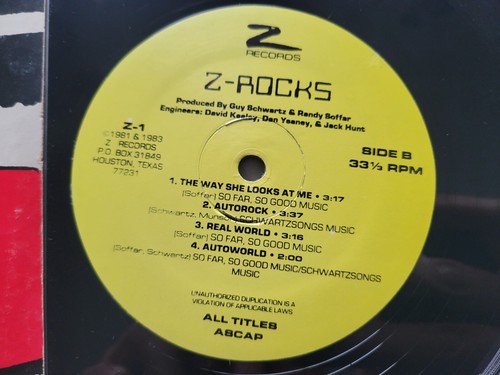 Z
RECORDS
Z-ROCKS
Produced By Guy Schwartz & Randy Soffar
Engineers: David Kealey, Dan Yeaney, & Jack Hunt
Z-1
©1981 & 1983
Z RECORDS
P.O. BOX 31849
HOUSTON, TEXAS
77231
SIDE B
33⅓ RPM
1. THE WAY SHE LOOKS AT ME • 3:17
(Soffar) SO FAR, SO GOOD MUSIC
2. AUTOROCK • 3:37
(Schwartz, Munson) SCHWARTZSONGS MUSIC
3. REAL WORLD • 3:16
(Soffar) SO FAR, SO GOOD MUSIC
4. AUTOWORLD • 2:00
(Soffar, Schwartz) SO FAR, SO GOOD MUSIC/SCHWARTZSONGS
MUSIC
UNAUTHORIZED DUPLICATION IS A
VIOLATION OF APPLICABLE LAWS
ALL TITLES
ASCAP